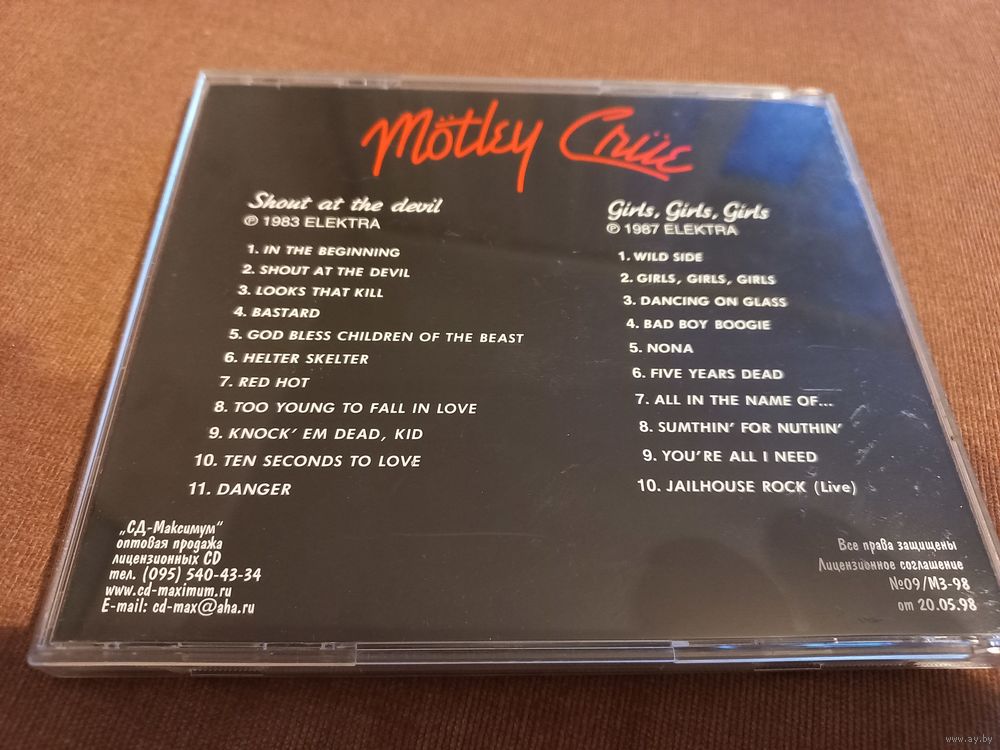 Mötley Crüe
Shout at the devil
℗ 1983 ELEKTRA
1. IN THE BEGINNING
2. SHOUT AT THE DEVIL
3. LOOKS THAT KILL
4. BASTARD
5. GOD BLESS CHILDREN OF THE BEAST
6. HELTER SKELTER
7. RED HOT
8. TOO YOUNG TO FALL IN LOVE
9. KNOCK' EM DEAD, KID
10. TEN SECONDS TO LOVE
11. DANGER
Girls, Girls, Girls
℗ 1987 ELEKTRA
1. WILD SIDE
2. GIRLS, GIRLS, GIRLS
3. DANCING ON GLASS
4. BAD BOY BOOGIE
5. NONA
6. FIVE YEARS DEAD
7. ALL IN THE NAME OF...
8. SUMTHIN' FOR NUTHIN'
9. YOU'RE ALL I NEED
10. JAILHOUSE ROCK (Live)
„СД-Максимум“
оптовая продажа
лицензионных CD
тел. (095) 540-43-34
www.cd-maximum.ru
E-mail: cd-max@aha.ru
Все права защищены
Лицензионное соглашение
№09/МЗ-98
от 20.05.98
www.ay.by